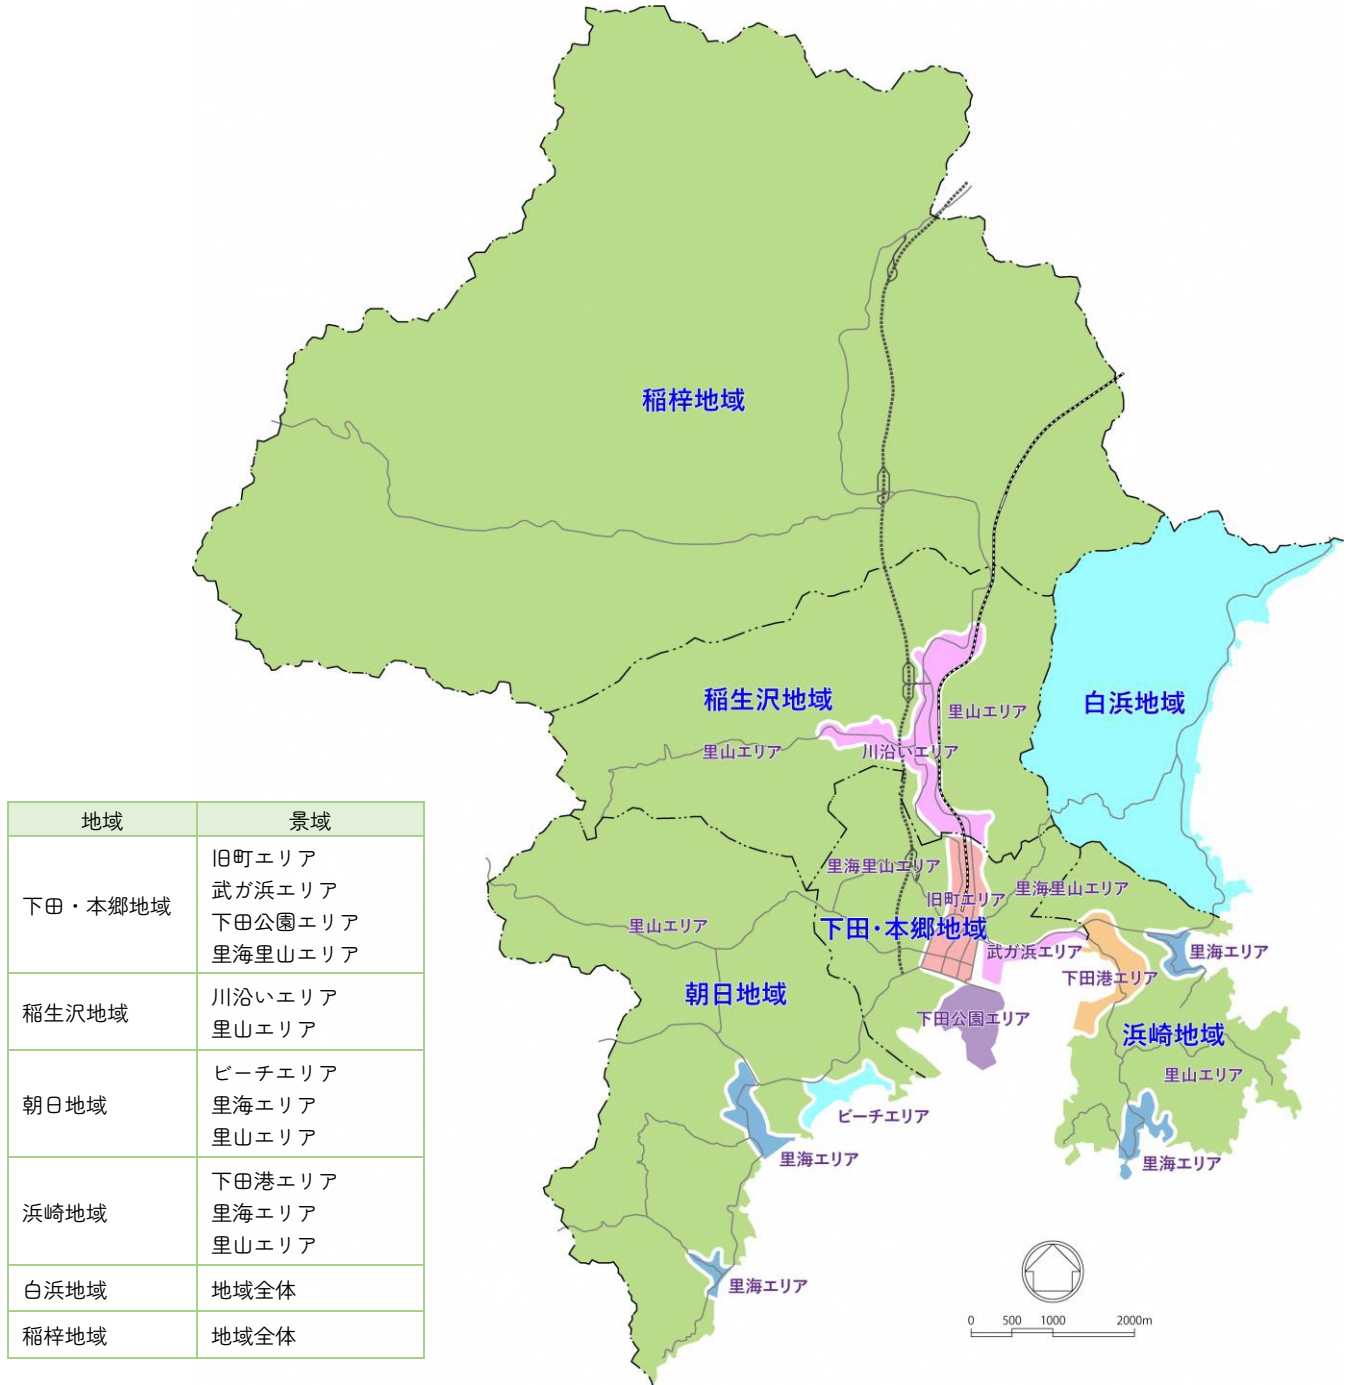 稲梓地域
稲生沢地域
里山エリア
白浜地域
里山エリア
川沿いエリア
里海里山エリア
里海里山エリア
旧町エリア
里山エリア
下田・本郷地域
武ガ浜エリア
里海エリア
下田港エリア
朝日地域
下田公園エリア
浜崎地域
里山エリア
ビーチエリア
里海エリア
里海エリア
里海エリア
0 500 1000 2000m
地域 景域
下田・本郷地域
旧町エリア
武ガ浜エリア
下田公園エリア
里海里山エリア
稲生沢地域
川沿いエリア
里山エリア
朝日地域
ビーチエリア
里海エリア
里山エリア
浜崎地域
下田港エリア
里海エリア
里山エリア
白浜地域 地域全体
稲梓地域 地域全体